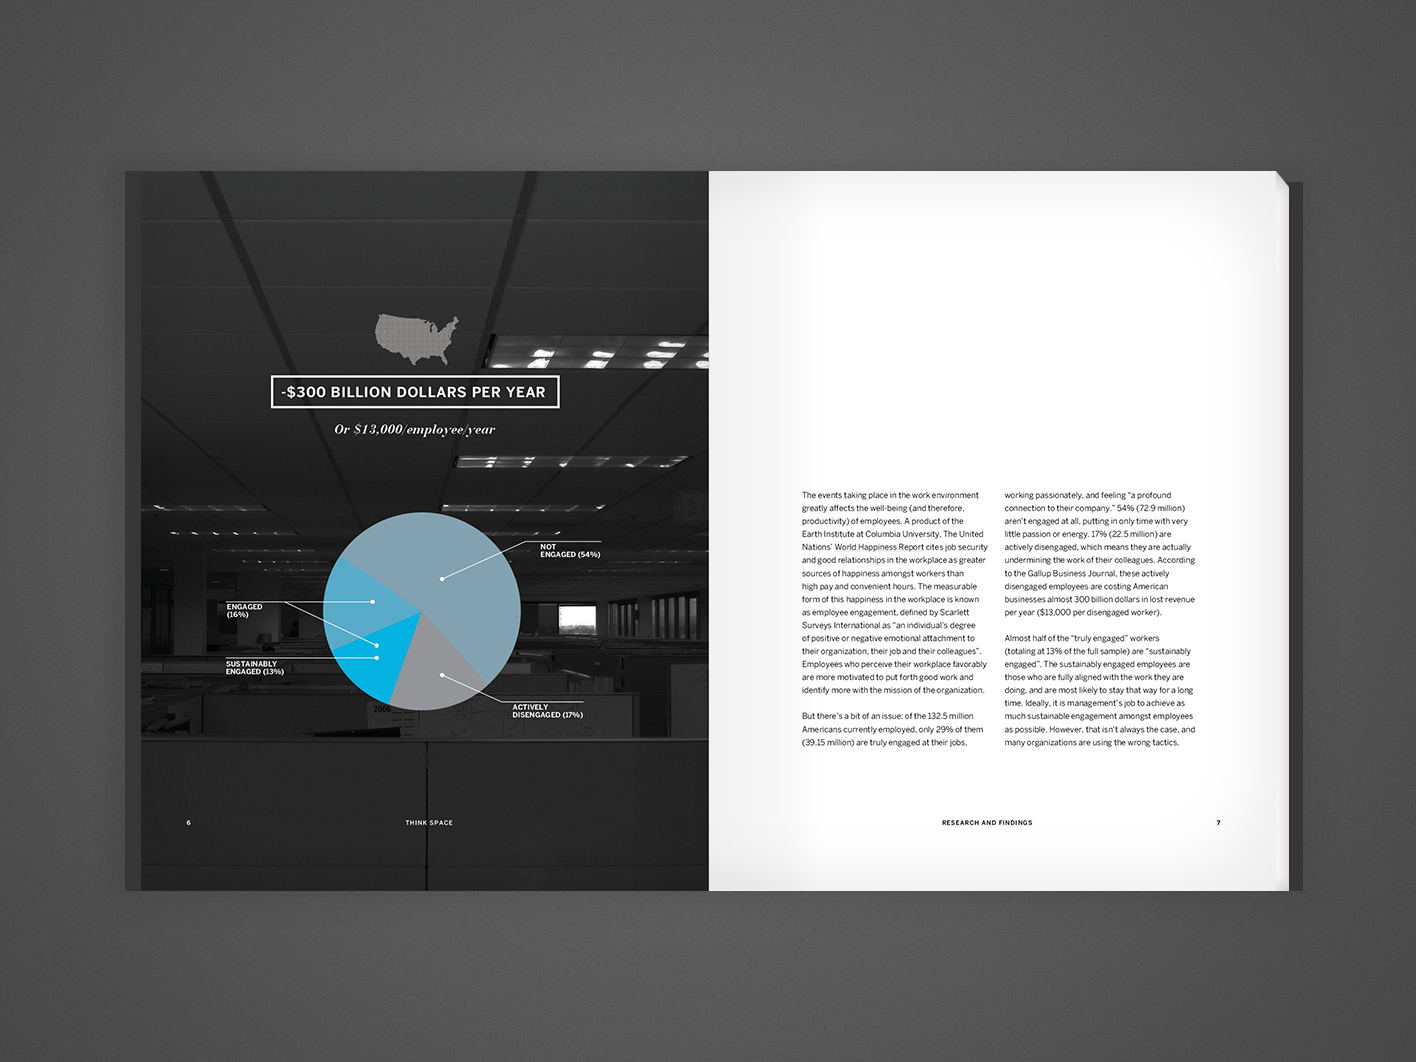 -$300 BILLION DOLLARS PER YEAR
Or $13,000/employee/year
NOT
ENGAGED (54%)
ENGAGED
(16%)
SUSTAINABLY
ENGAGED (13%)
ACTIVELY
DISENGAGED (17%)
2006
6
THINK SPACE
The events taking place in the work environment
greatly affects the well-being (and therefore,
productivity) of employees. A product of the
Earth Institute at Columbia University, The United
Nations’ World Happiness Report cites job security
and good relationships in the workplace as greater
sources of happiness amongst workers than
high pay and convenient hours. The measurable
form of this happiness in the workplace is known
as employee engagement, defined by Scarlett
Surveys International as “an individual’s degree
of positive or negative emotional attachment to
their organization, their job and their colleagues”.
Employees who perceive their workplace favorably
are more motivated to put forth good work and
identify more with the mission of the organization.
But there’s a bit of an issue: of the 132.5 million
Americans currently employed, only 29% of them
(39.15 million) are truly engaged at their jobs,
working passionately, and feeling “a profound
connection to their company.” 54% (72.9 million)
aren’t engaged at all, putting in only time with very
little passion or energy. 17% (22.5 million) are
actively disengaged, which means they are actually
undermining the work of their colleagues. According
to the Gallup Business Journal, these actively
disengaged employees are costing American
businesses almost 300 billion dollars in lost revenue
per year ($13,000 per disengaged worker).
Almost half of the “truly engaged” workers
(totaling at 13% of the full sample) are “sustainably
engaged”. The sustainably engaged employees are
those who are fully aligned with the work they are
doing, and are most likely to stay that way for a long
time. Ideally, it is management’s job to achieve as
much sustainable engagement amongst employees
as possible. However, that isn’t always the case, and
many organizations are using the wrong tactics.
RESEARCH AND FINDINGS
7